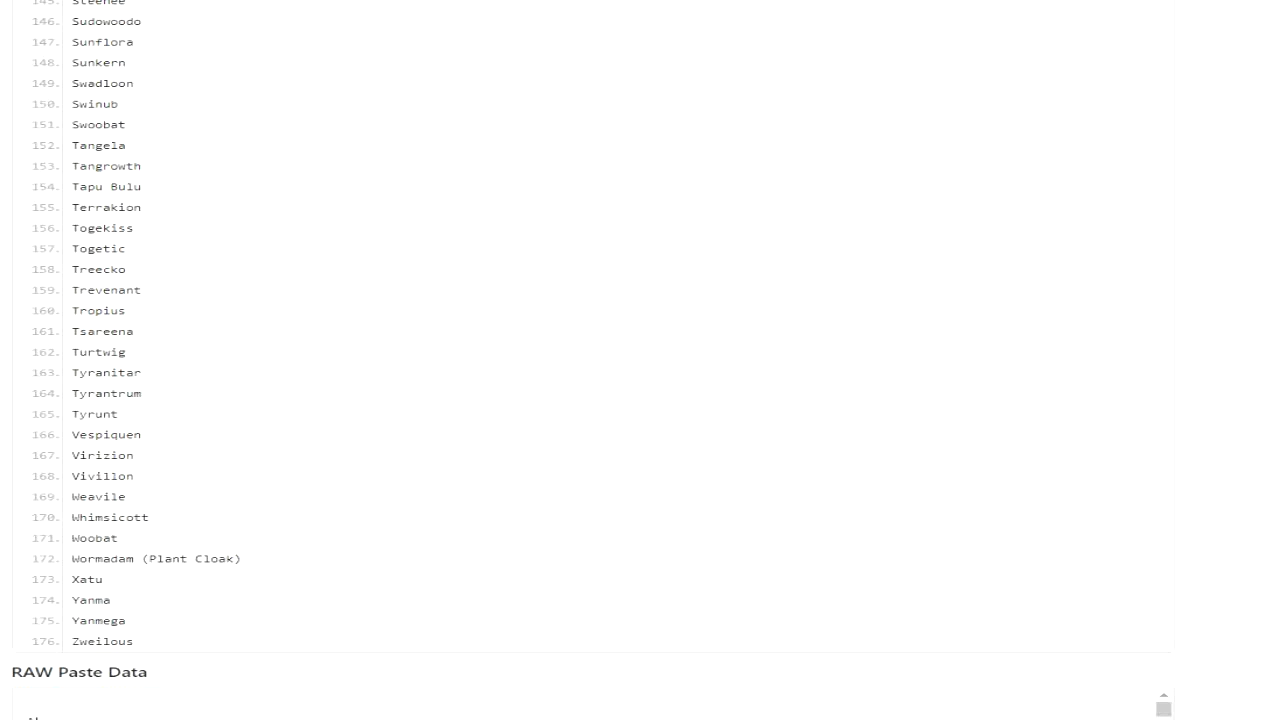 145. Steenee
146. Sudowoodo
147. Sunflora
148. Sunkern
149. Swadloon
150. Swinub
151. Swoobat
152. Tangela
153. Tangrowth
154. Tapu Bulu
155. Terrakion
156. Togekiss
157. Togetic
158. Treecko
159. Trevenant
160. Tropius
161. Tsareena
162. Turtwig
163. Tyranitar
164. Tyrantrum
165. Tyrunt
166. Vespiquen
167. Virizion
168. Vivillon
169. Weavile
170. Whimsicott
171. Woobat
172. Wormadam (Plant Cloak)
173. Xatu
174. Yanma
175. Yanmega
176. Zweilous
RAW Paste Data